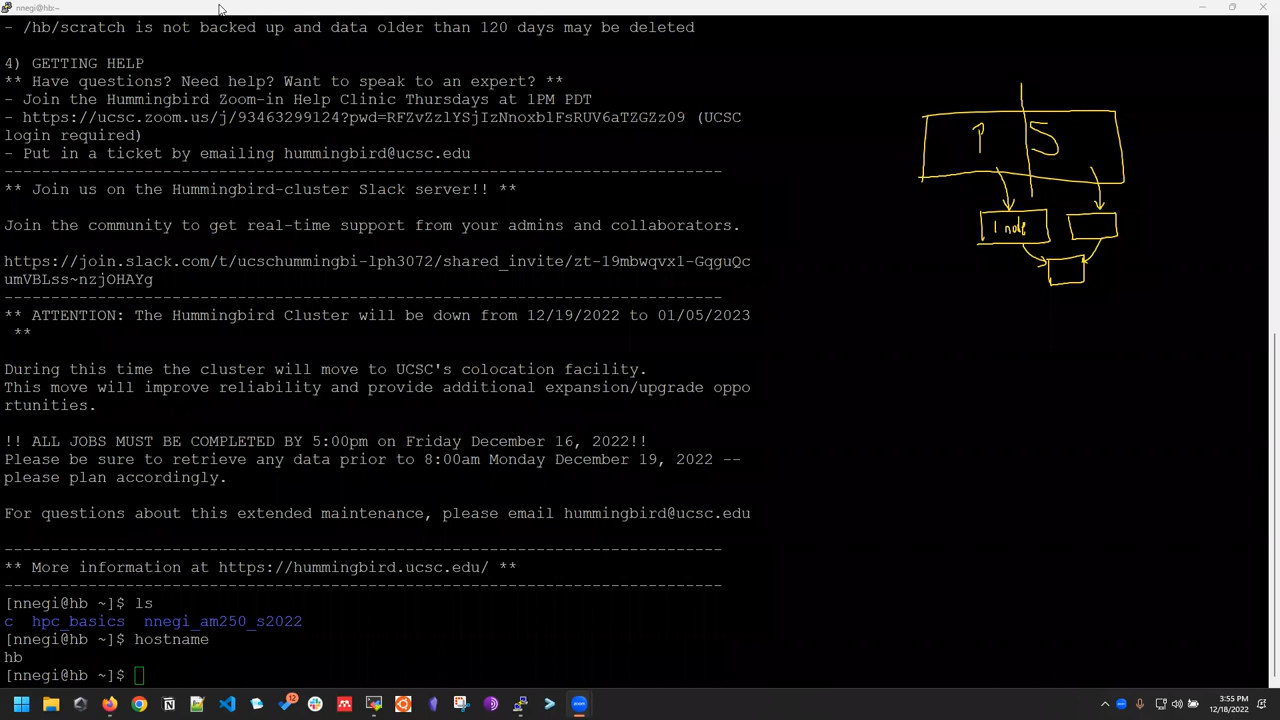 nnegi@hb:~
- /hb/scratch is not backed up and data older than 120 days may be deleted
4) GETTING HELP
** Have questions? Need help? Want to speak to an expert? **
- Join the Hummingbird Zoom-in Help Clinic Thursdays at 1PM PDT
- https://ucsc.zoom.us/j/93463299124?pwd=RFZvZzlYSjIzNnoxblFsRUV6aTZGZz09 (UCSC
login required)
- Put in a ticket by emailing hummingbird@ucsc.edu
------------------------------------------------------------------------------
** Join us on the Hummingbird-cluster Slack server!! **
Join the community to get real-time support from your admins and collaborators.
https://join.slack.com/t/ucschummingbi-lph3072/shared_invite/zt-19mbwqvxl-GqguQc
umVBLss~nzjOHAYg
------------------------------------------------------------------------------
** ATTENTION: The Hummingbird Cluster will be down from 12/19/2022 to 01/05/2023
**
During this time the cluster will move to UCSC's colocation facility.
This move will improve reliability and provide additional expansion/upgrade oppo
rtunities.
!! ALL JOBS MUST BE COMPLETED BY 5:00pm on Friday December 16, 2022!!
Please be sure to retrieve any data prior to 8:00am Monday December 19, 2022 --
please plan accordingly.
For questions about this extended maintenance, please email hummingbird@ucsc.edu
------------------------------------------------------------------------------
** More information at https://hummingbird.ucsc.edu/ **
------------------------------------------------------------------------------
[nnegi@hb ~]$ ls
c hpc_basics nnegi_am250_s2022
[nnegi@hb ~]$ hostname
hb
[nnegi@hb ~]$
5
1 node
12
3:55 PM
12/18/2022